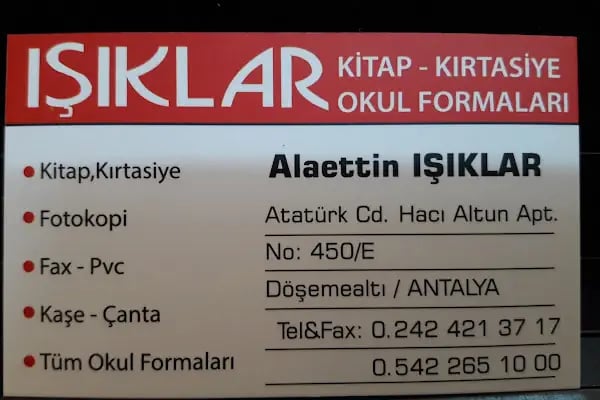 IŞIKLAR
KİTAP - KIRTASİYE
OKUL FORMALARI
Kitap,Kırtasiye
Fotokopi
Fax - Pvc
Kaşe - Çanta
Tüm Okul Formaları
Alaettin IŞIKLAR
Atatürk Cd. Hacı Altun Apt.
No: 450/E
Döşemealtı / ANTALYA
Tel&Fax: 0.242 421 37 17
0.542 265 10 00